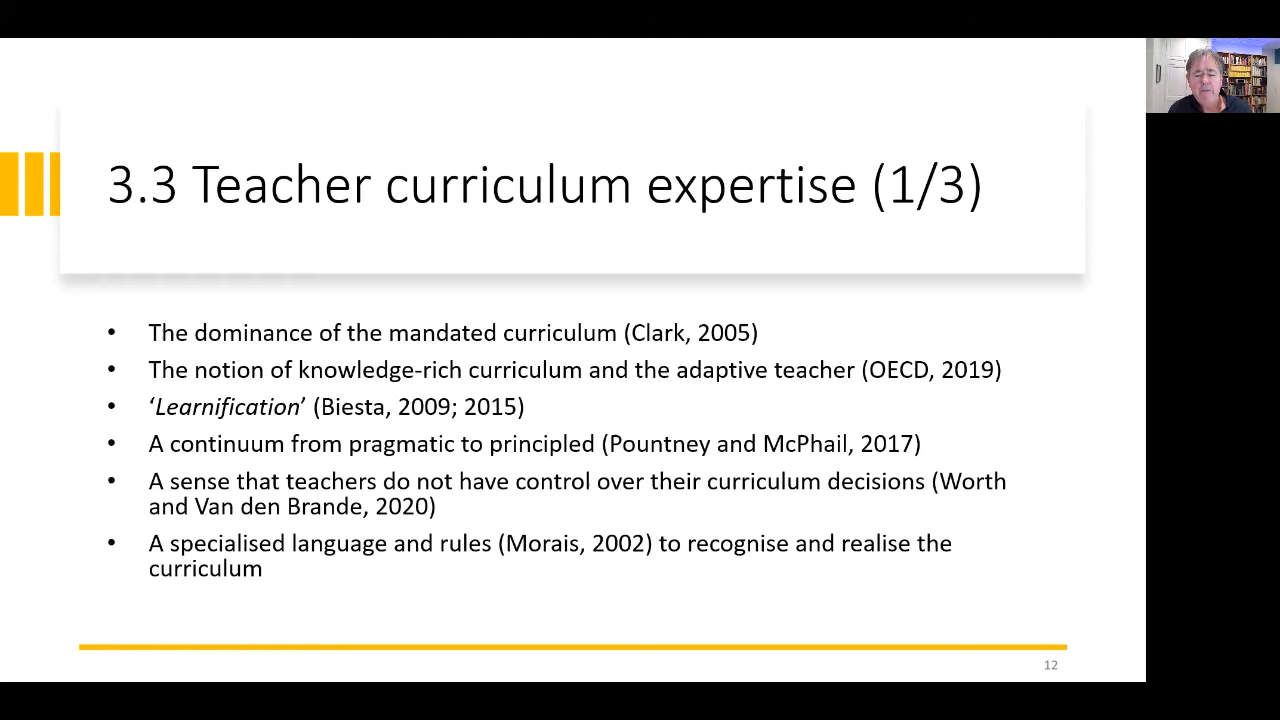 3.3 Teacher curriculum expertise (1/3)
• The dominance of the mandated curriculum (Clark, 2005)
• The notion of knowledge-rich curriculum and the adaptive teacher (OECD, 2019)
• ‘Learnification’ (Biesta, 2009; 2015)
• A continuum from pragmatic to principled (Pountney and McPhail, 2017)
• A sense that teachers do not have control over their curriculum decisions (Worth
and Van den Brande, 2020)
• A specialised language and rules (Morais, 2002) to recognise and realise the
curriculum
12